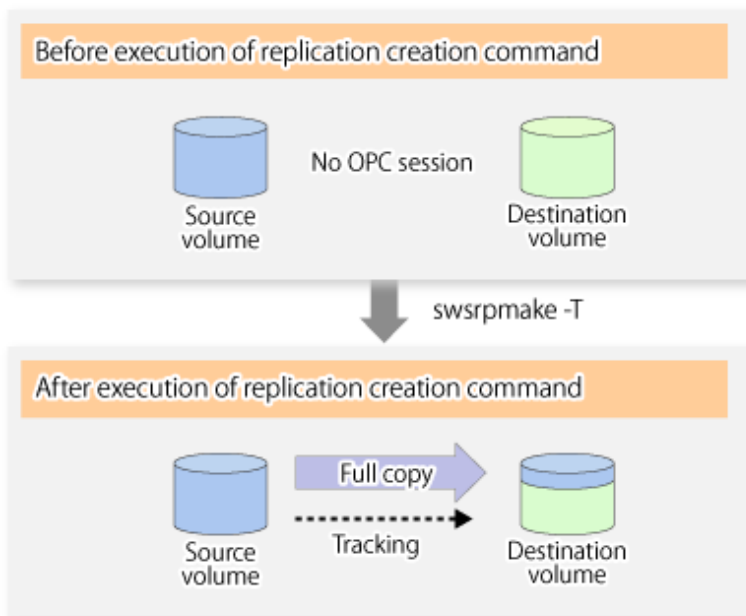 Before execution of replication creation command
No OPC session
Source
volume
Destination
volume
swsrpmake -T
After execution of replication creation command
Full copy
Tracking
Source
volume
Destination
volume